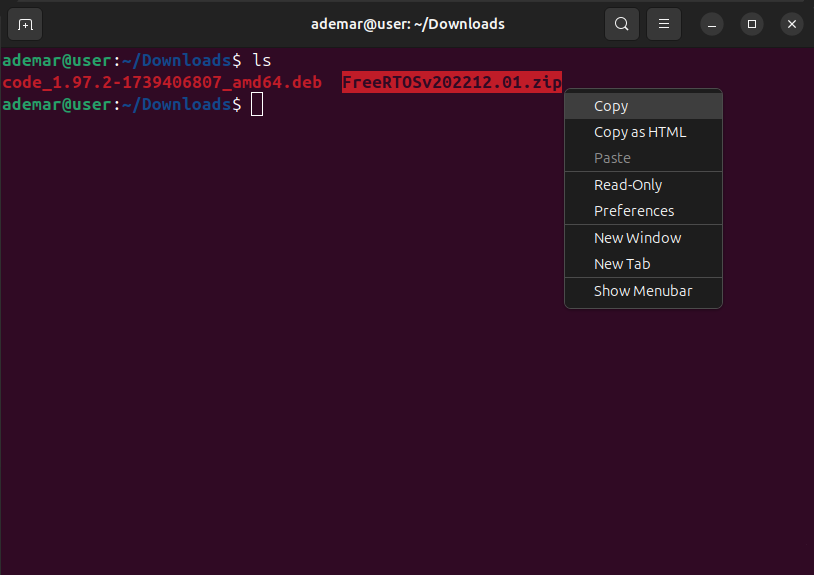 ademar@user: ~/Downloads
ademar@user:~/Downloads$ ls
code_1.97.2-1739406807_amd64.deb  FreeRTOSv202212.01.zip
ademar@user:~/Downloads$
Copy
Copy as HTML
Paste
Read-Only
Preferences
New Window
New Tab
Show Menubar